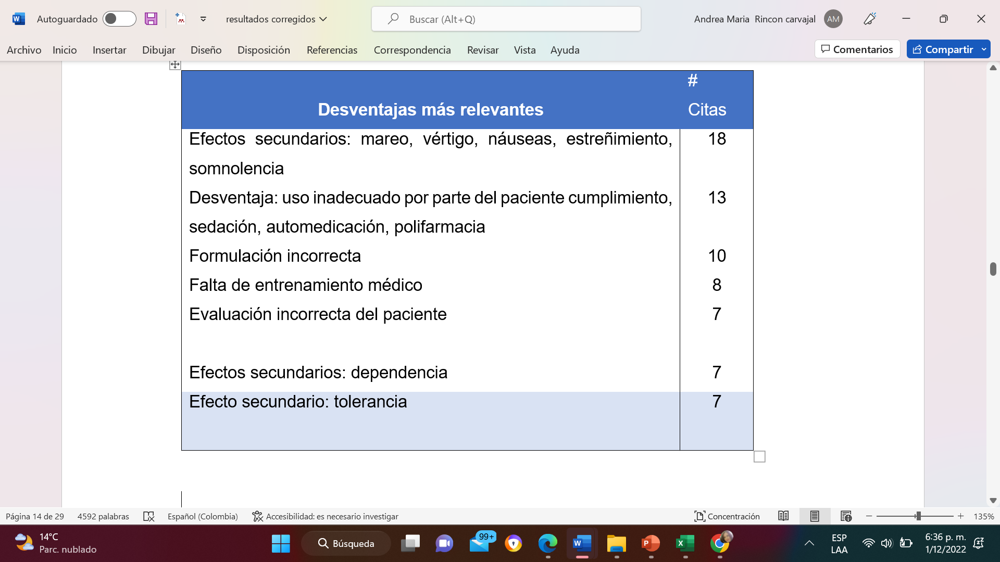 Autoguardado
resultados corregidos
Buscar (Alt+Q)
Andrea Maria Rincon carvajal
AM
Archivo Inicio Insertar Dibujar Diseño Disposición Referencias Correspondencia Revisar Vista Ayuda
Comentarios
Compartir
#
Desventajas más relevantes Citas
Efectos secundarios: mareo, vértigo, náuseas, estreñimiento, 18
somnolencia
Desventaja: uso inadecuado por parte del paciente cumplimiento, 13
sedación, automedicación, polifarmacia
Formulación incorrecta 10
Falta de entrenamiento médico 8
Evaluación incorrecta del paciente 7
Efectos secundarios: dependencia 7
Efecto secundario: tolerancia 7
Página 14 de 29 4592 palabras Español (Colombia) Accesibilidad: es necesario investigar Concentración 135%
14°C
Parc. nublado
Búsqueda
99+
ESP
LAA
6:36 p. m.
1/12/2022